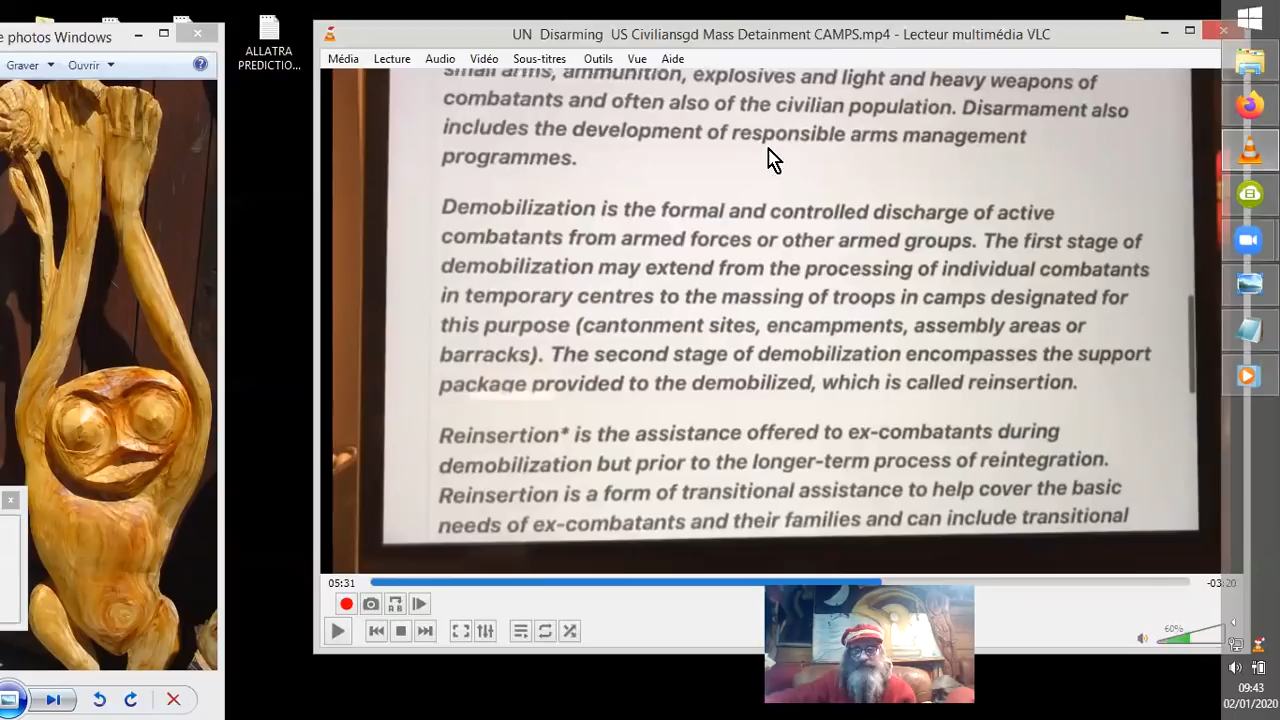 e photos Windows
Graver
Ouvrir
ALLATRA
PREDICTIO...
UN Disarming US Civiliansgd Mass Detainment CAMPS.mp4 - Lecteur multimédia VLC
Média Lecture Audio Vidéo Sous-titres Outils Vue Aide
small arms, ammunition, explosives and light and heavy weapons of
combatants and often also of the civilian population. Disarmament also
includes the development of responsible arms management
programmes.
Demobilization is the formal and controlled discharge of active
combatants from armed forces or other armed groups. The first stage of
demobilization may extend from the processing of individual combatants
in temporary centres to the massing of troops in camps designated for
this purpose (cantonment sites, encampments, assembly areas or
barracks). The second stage of demobilization encompasses the support
package provided to the demobilized, which is called reinsertion.
Reinsertion* is the assistance offered to ex-combatants during
demobilization but prior to the longer-term process of reintegration.
Reinsertion is a form of transitional assistance to help cover the basic
needs of ex-combatants and their families and can include transitional
05:31
-03:20
60%
09:43
02/01/2020